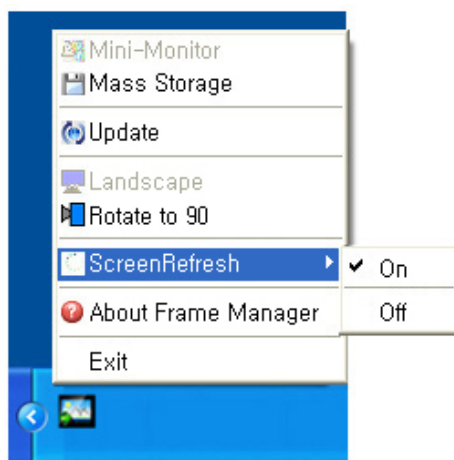 Mini-Monitor
Mass Storage
Update
Landscape
Rotate to 90
ScreenRefresh
On
Off
About Frame Manager
Exit